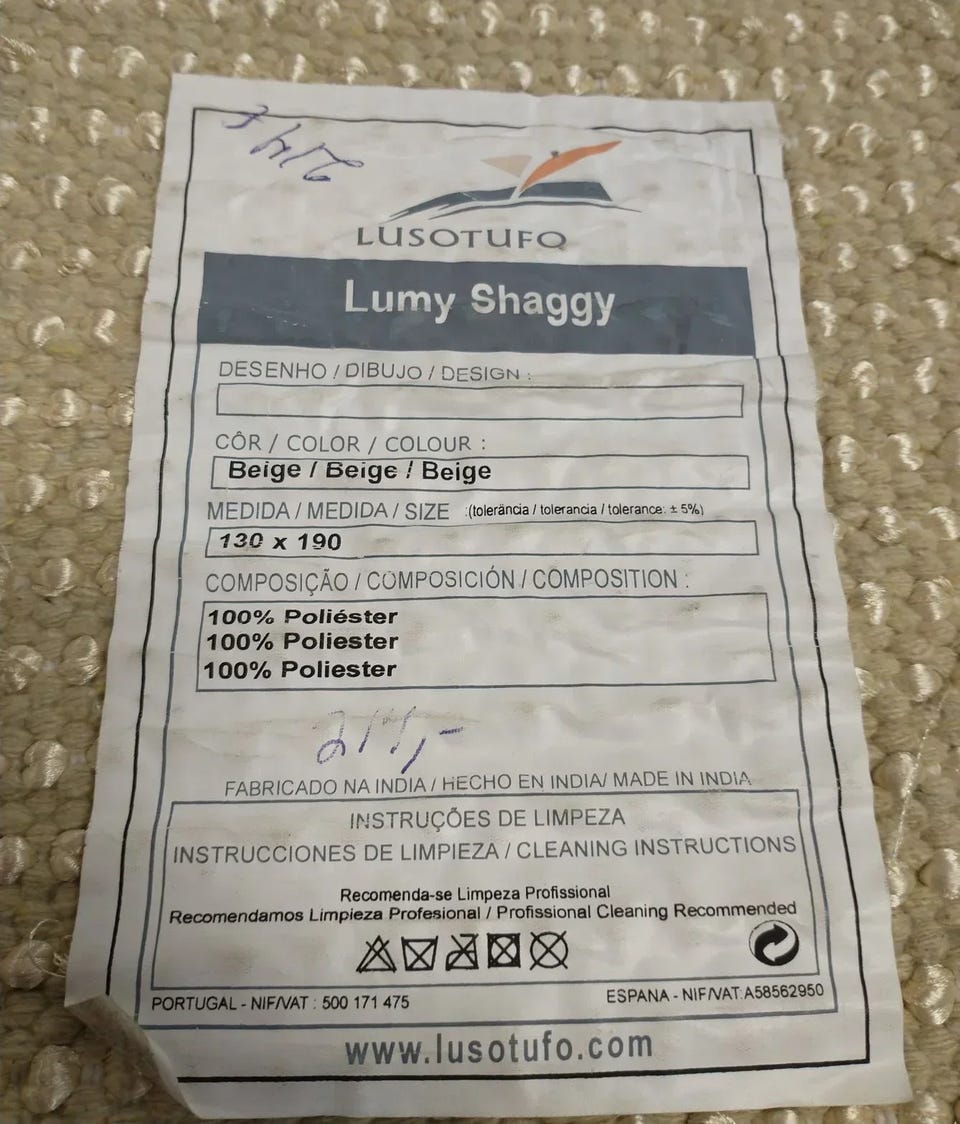 LUSOTUFO
Lumy Shaggy
DESENHO / DIBUJO / DESIGN :
CÔR / COLOR / COLOUR :
Beige / Beige / Beige
MEDIDA / MEDIDA / SIZE :(tolerância / tolerancia / tolerance: ± 5%)
130 x 190
COMPOSIÇÃO / COMPOSICIÓN / COMPOSITION :
100% Poliéster
100% Poliester
100% Poliester
FABRICADO NA INDIA / HECHO EN INDIA/ MADE IN INDIA
INSTRUÇÕES DE LIMPEZA
INSTRUCCIONES DE LIMPIEZA / CLEANING INSTRUCTIONS
Recomenda-se Limpeza Profissional
Recomendamos Limpieza Profesional / Profissional Cleaning Recommended
PORTUGAL - NIF/VAT : 500 171 475
ESPANA - NIF/VAT:A58562950
www.lusotufo.com